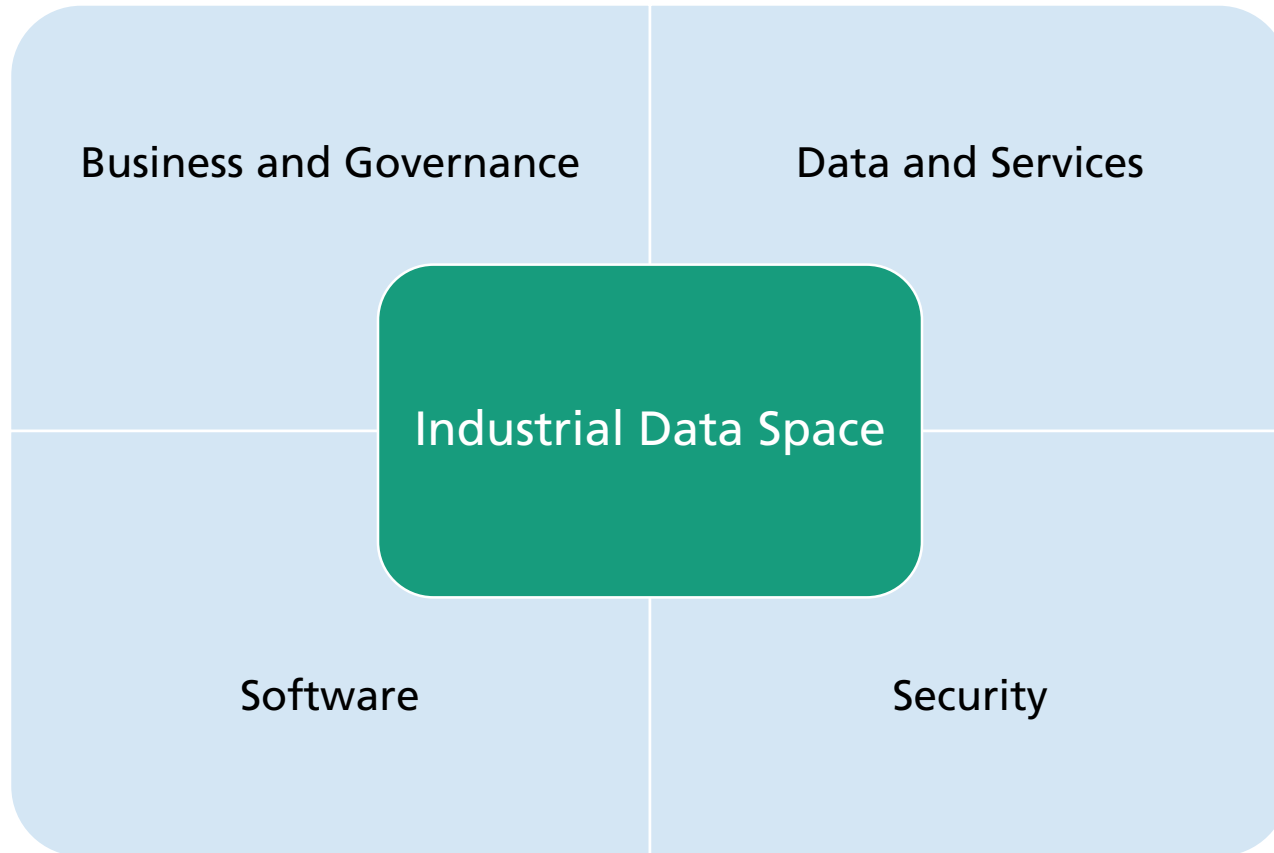 Business and Governance
Data and Services
Industrial Data Space
Software
Security